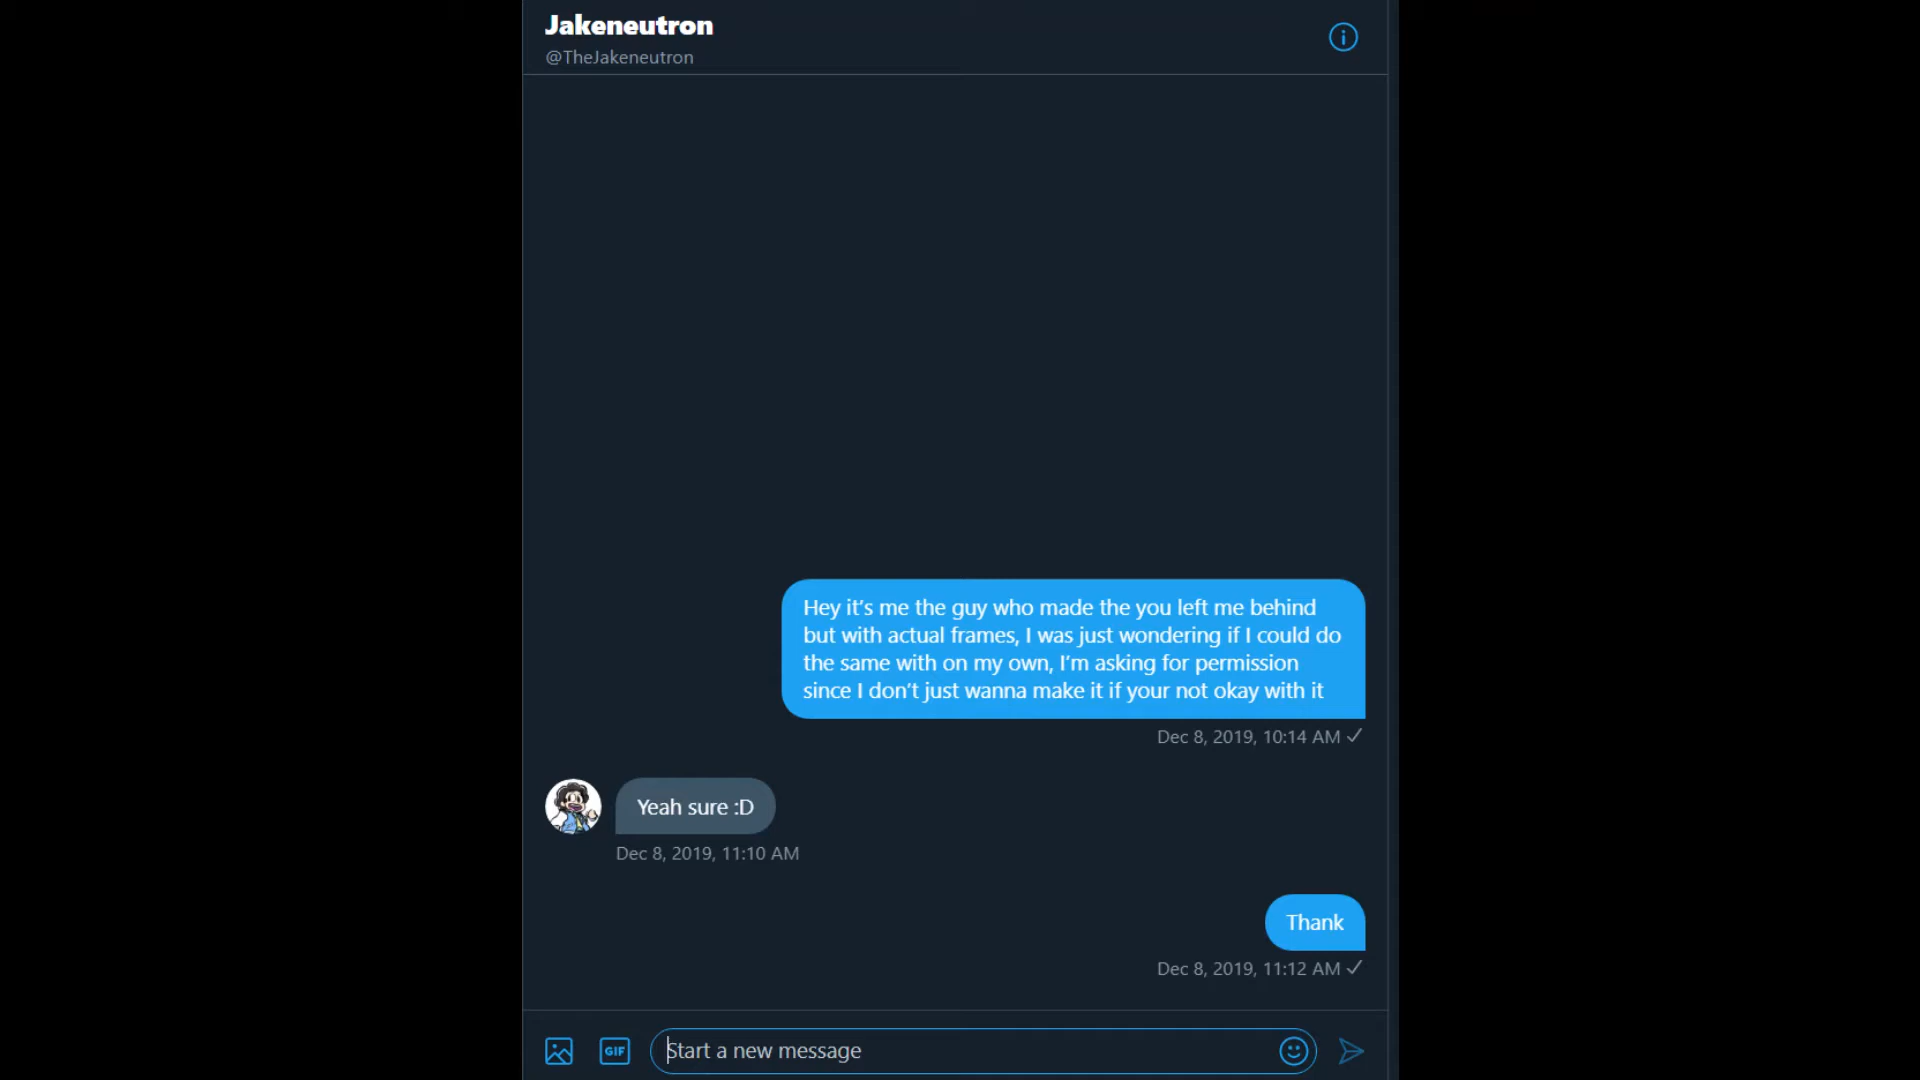 Jakeneutron
@TheJakeneutron
Hey it’s me the guy who made the you left me behind
but with actual frames, I was just wondering if I could do
the same with on my own, I’m asking for permission
since I don’t just wanna make it if your not okay with it
Dec 8, 2019, 10:14 AM
Yeah sure :D
Dec 8, 2019, 11:10 AM
Thank
Dec 8, 2019, 11:12 AM
GIF
Start a new message